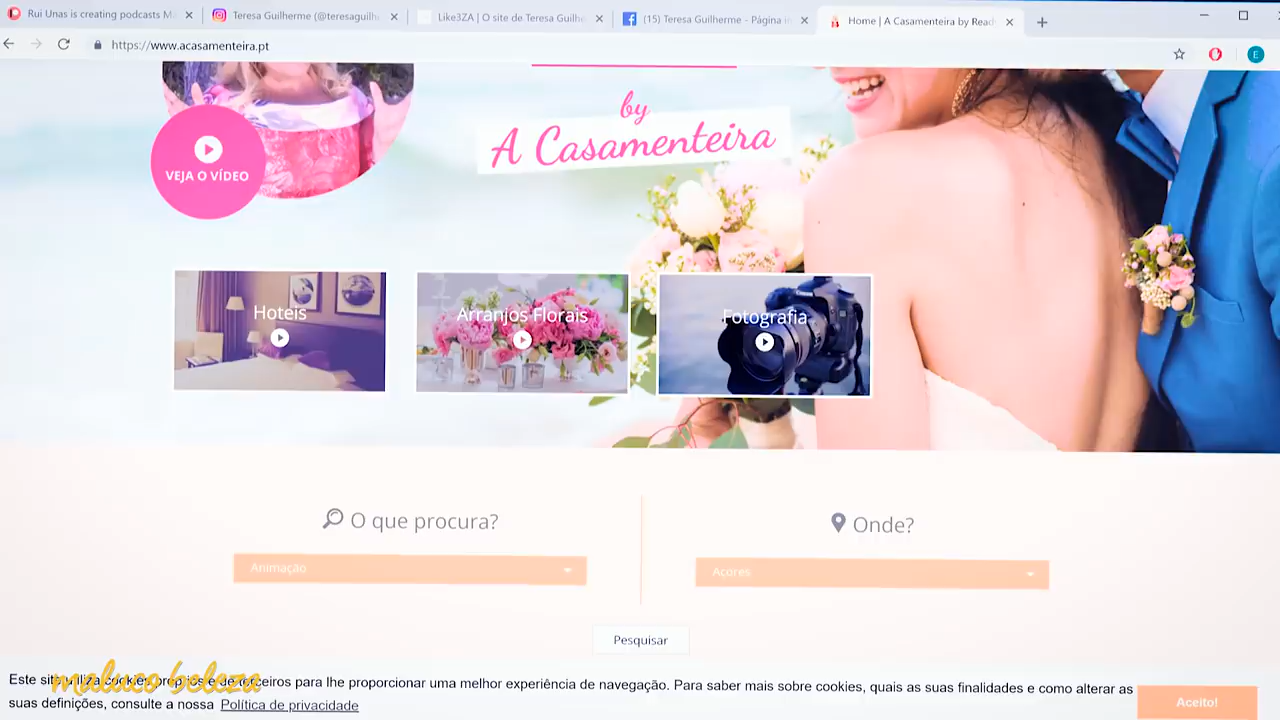 Rui Unas is creating podcasts M
Teresa Guilherme (@teresaguilh
Like3ZA | O site de Teresa Guilhe
(15) Teresa Guilherme - Página in
Home | A Casamenteira by Read
https://www.acasamenteira.pt
E
by
A Casamenteira
VEJA O VÍDEO
Hoteis
Arranjos Florais
Fotografia
O que procura?
Onde?
Animação
Açores
Pesquisar
Este site utiliza cookies próprios e de terceiros para lhe proporcionar uma melhor experiência de navegação. Para saber mais sobre cookies, quais as suas finalidades e como alterar as
suas definições, consulte a nossa Política de privacidade
Aceito!
maluco beleza